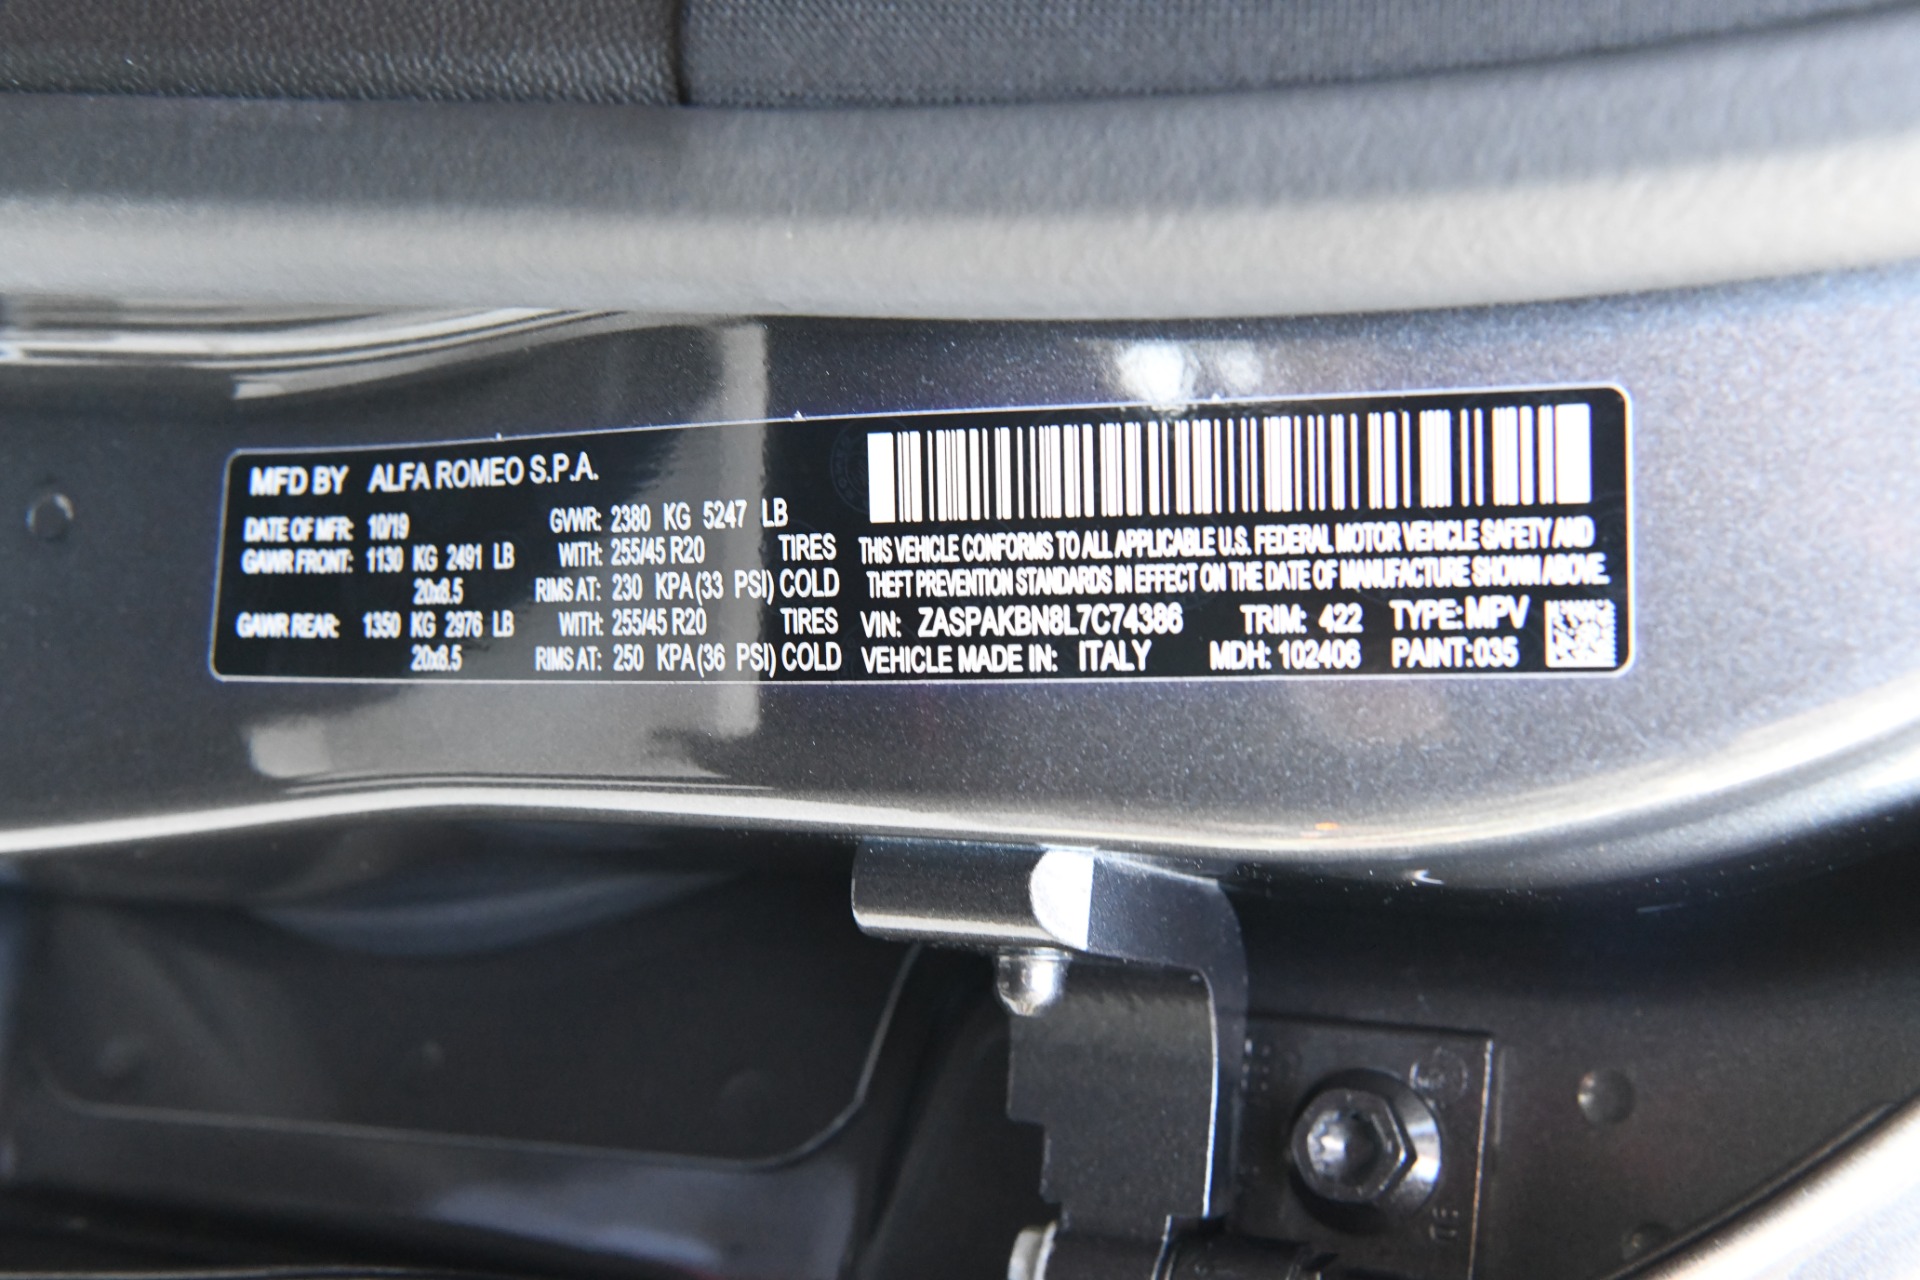 MFD BY ALFA ROMEO S.P.A.
DATE OF MFR: 10/19 GVWR: 2380 KG 5247 LB
GAWR FRONT: 1130 KG 2491 LB WITH: 255/45 R20 TIRES
20x8.5 RIMS AT: 230 KPA(33 PSI) COLD
GAWR REAR: 1350 KG 2976 LB WITH: 255/45 R20 TIRES
20x8.5 RIMS AT: 250 KPA(36 PSI) COLD
THIS VEHICLE CONFORMS TO ALL APPLICABLE U.S. FEDERAL MOTOR VEHICLE SAFETY AND
THEFT PREVENTION STANDARDS IN EFFECT ON THE DATE OF MANUFACTURE SHOWN ABOVE.
VIN: ZASPAKBN8L7C74386 TRIM: 422 TYPE: MPV
VEHICLE MADE IN: ITALY MDH: 102406 PAINT: 035